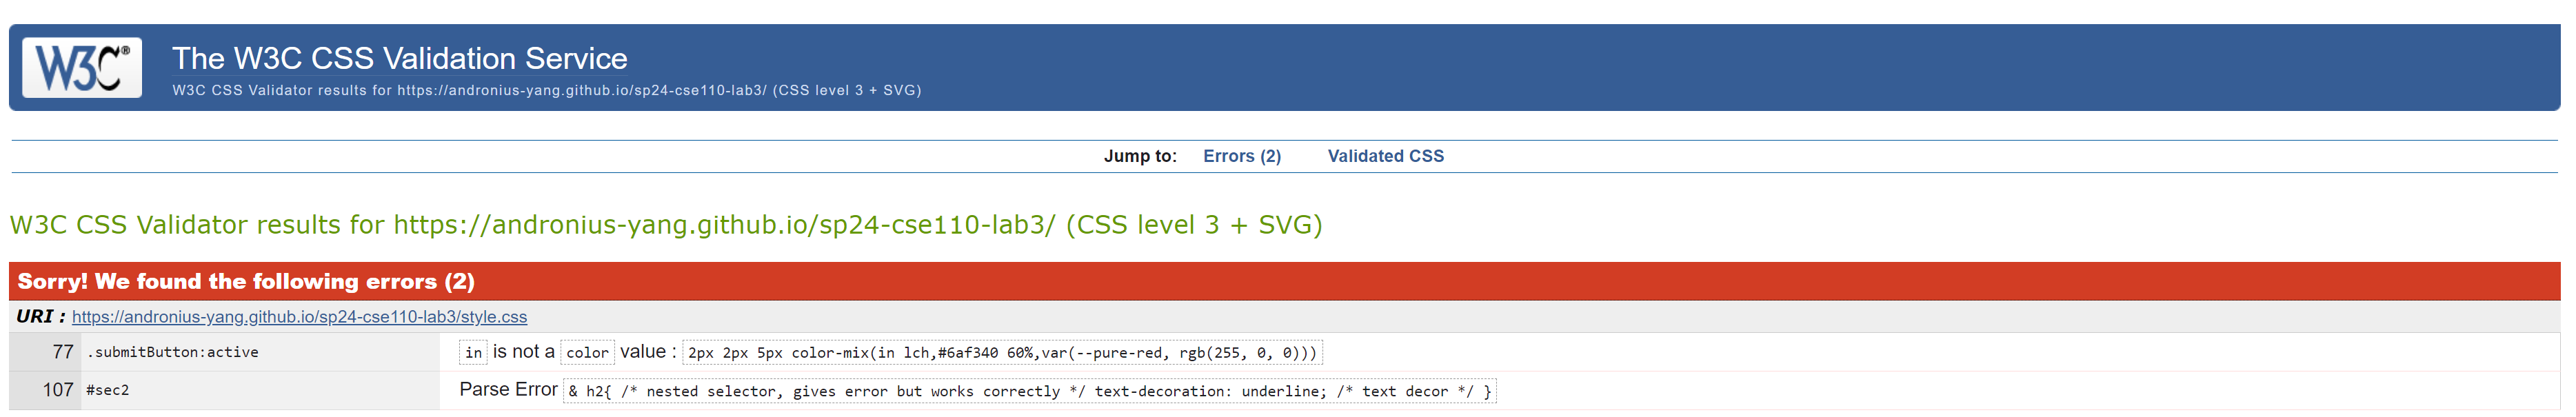 W3C®
The W3C CSS Validation Service
W3C CSS Validator results for https://andronius-yang.github.io/sp24-cse110-lab3/ (CSS level 3 + SVG)
Jump to: Errors (2) Validated CSS
W3C CSS Validator results for https://andronius-yang.github.io/sp24-cse110-lab3/ (CSS level 3 + SVG)
Sorry! We found the following errors (2)
URI : https://andronius-yang.github.io/sp24-cse110-lab3/style.css
77 .submitButton:active in is not a color value : 2px 2px 5px color-mix(in lch,#6af340 60%,var(--pure-red, rgb(255, 0, 0)))
107 #sec2 Parse Error & h2{ /* nested selector, gives error but works correctly */ text-decoration: underline; /* text decor */ }